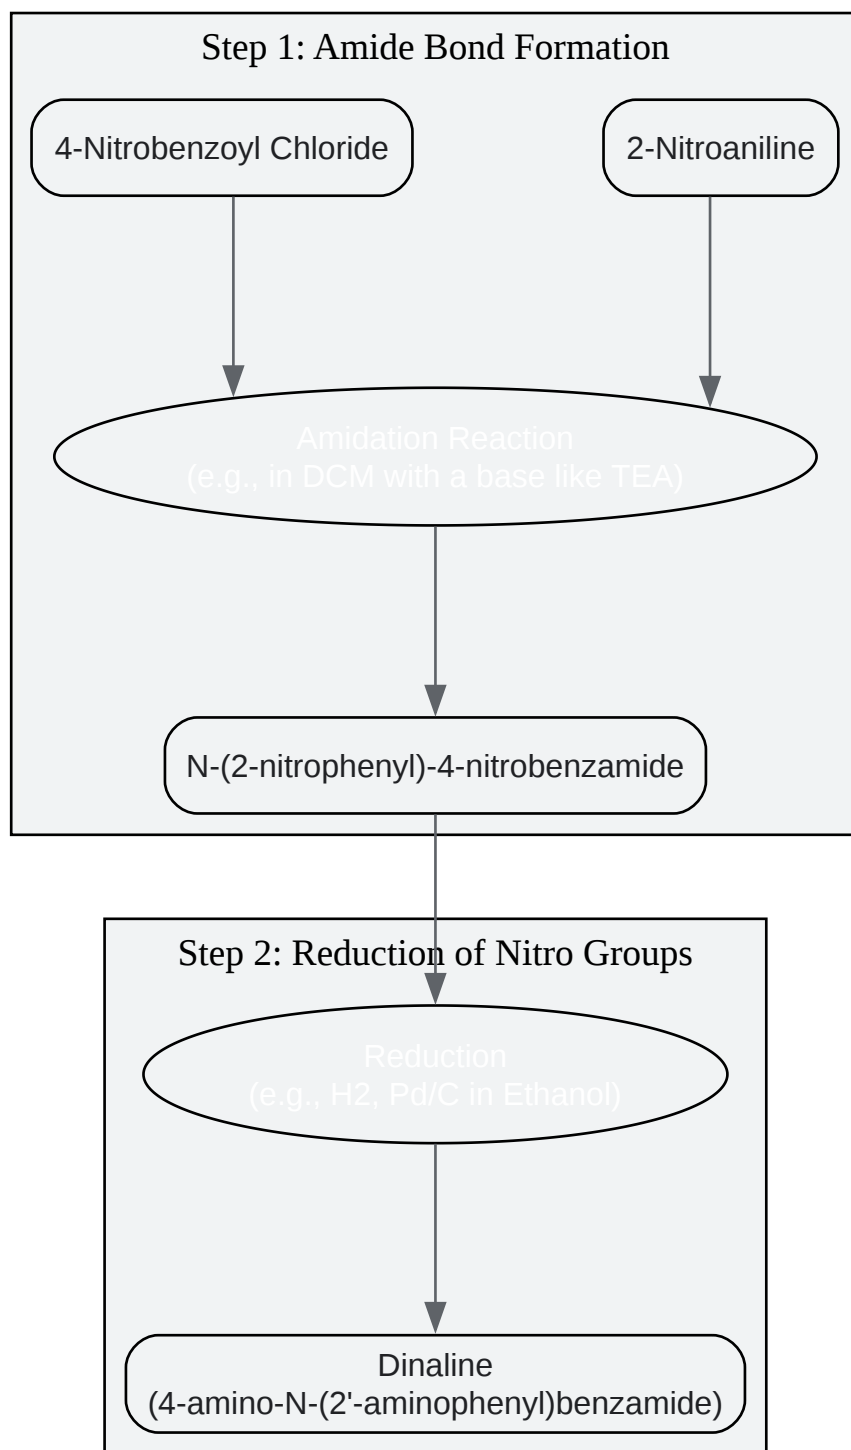 Step 1: Amide Bond Formation
4-Nitrobenzoyl Chloride
2-Nitroaniline
Amidation Reaction
(e.g., in DCM with a base like TEA)
N-(2-nitrophenyl)-4-nitrobenzamide
Step 2: Reduction of Nitro Groups
Reduction
(e.g., H2, Pd/C in Ethanol)
Dinaline
(4-amino-N-(2'-aminophenyl)benzamide)